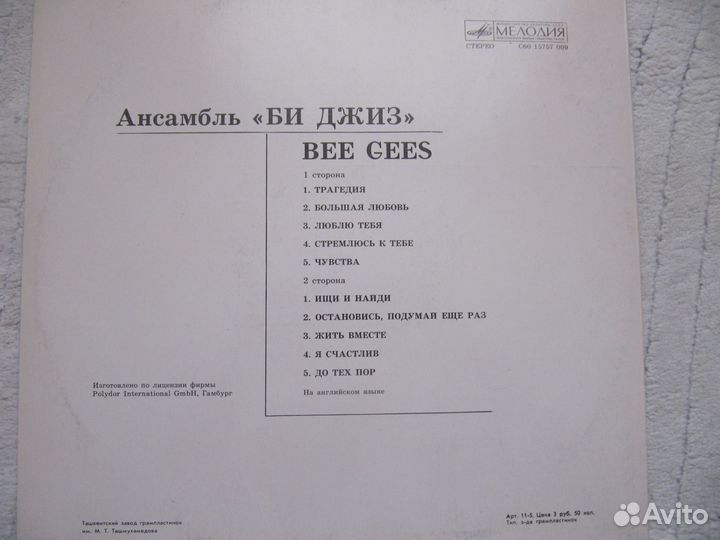 МЕЛОДИЯ
СТЕРЕО С60 15757 009
Ансамбль «БИ ДЖИЗ»
BEE GEES
1 сторона
1. ТРАГЕДИЯ
2. БОЛЬШАЯ ЛЮБОВЬ
3. ЛЮБЛЮ ТЕБЯ
4. СТРЕМЛЮСЬ К ТЕБЕ
5. ЧУВСТВА
2 сторона
1. ИЩИ И НАЙДИ
2. ОСТАНОВИСЬ, ПОДУМАЙ ЕЩЕ РАЗ
3. ЖИТЬ ВМЕСТЕ
4. Я СЧАСТЛИВ
5. ДО ТЕХ ПОР
На английском языке
Изготовлено по лицензии фирмы
Polydor International GmbH, Гамбург
Ташкентский завод грампластинок
им. М. Т. Ташмухамедова
Арт. 11-5. Цена 3 руб. 50 коп.
Тип. з-да грампластинок
Avito